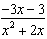 −3x − 3
x² + 2x